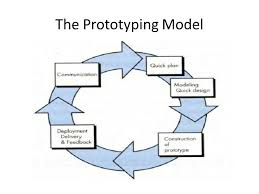 The Prototyping Model
Communication
Quick plan
Modeling
Quick design
Construction
of
prototype
Deployment
Delivery
& Feedback